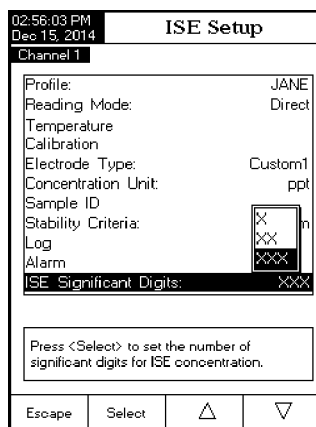 02:56:03 PM
Dec 15, 2014
ISE Setup
Channel 1
Profile: JANE
Reading Mode: Direct
Temperature
Calibration
Electrode Type: Custom1
Concentration Unit: ppt
Sample ID
Stability Criteria:
Log
Alarm
ISE Significant Digits: XXX
X
XX
XXX
Press <Select> to set the number of
significant digits for ISE concentration.
Escape Select △ ▽